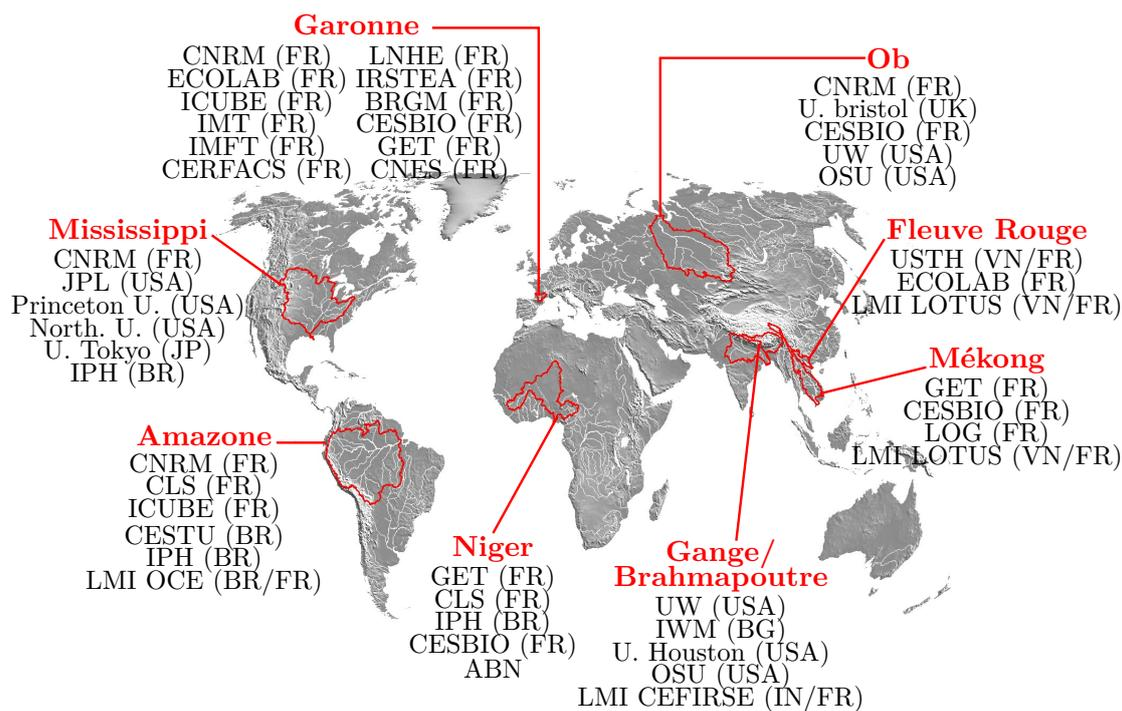 Garonne
CNRM (FR) LNHE (FR)
ECOLAB (FR) IRSTEA (FR)
ICUBE (FR) BRGM (FR)
IMT (FR) CESBIO (FR)
IMFT (FR) GET (FR)
CERFACS (FR) CNES (FR)
Ob
CNRM (FR)
U. bristol (UK)
CESBIO (FR)
UW (USA)
OSU (USA)
Mississippi
CNRM (FR)
JPL (USA)
Princeton U. (USA)
North. U. (USA)
U. Tokyo (JP)
IPH (BR)
Fleuve Rouge
USTH (VN/FR)
ECOLAB (FR)
LMI LOTUS (VN/FR)
Mékong
GET (FR)
CESBIO (FR)
LOG (FR)
LMI LOTUS (VN/FR)
Amazone
CNRM (FR)
CLS (FR)
ICUBE (FR)
CESTU (BR)
IPH (BR)
LMI OCE (BR/FR)
Niger
GET (FR)
CLS (FR)
IPH (BR)
CESBIO (FR)
ABN
Gange/
Brahmapoutre
UW (USA)
IWM (BG)
U. Houston (USA)
OSU (USA)
LMI CEFIRSE (IN/FR)